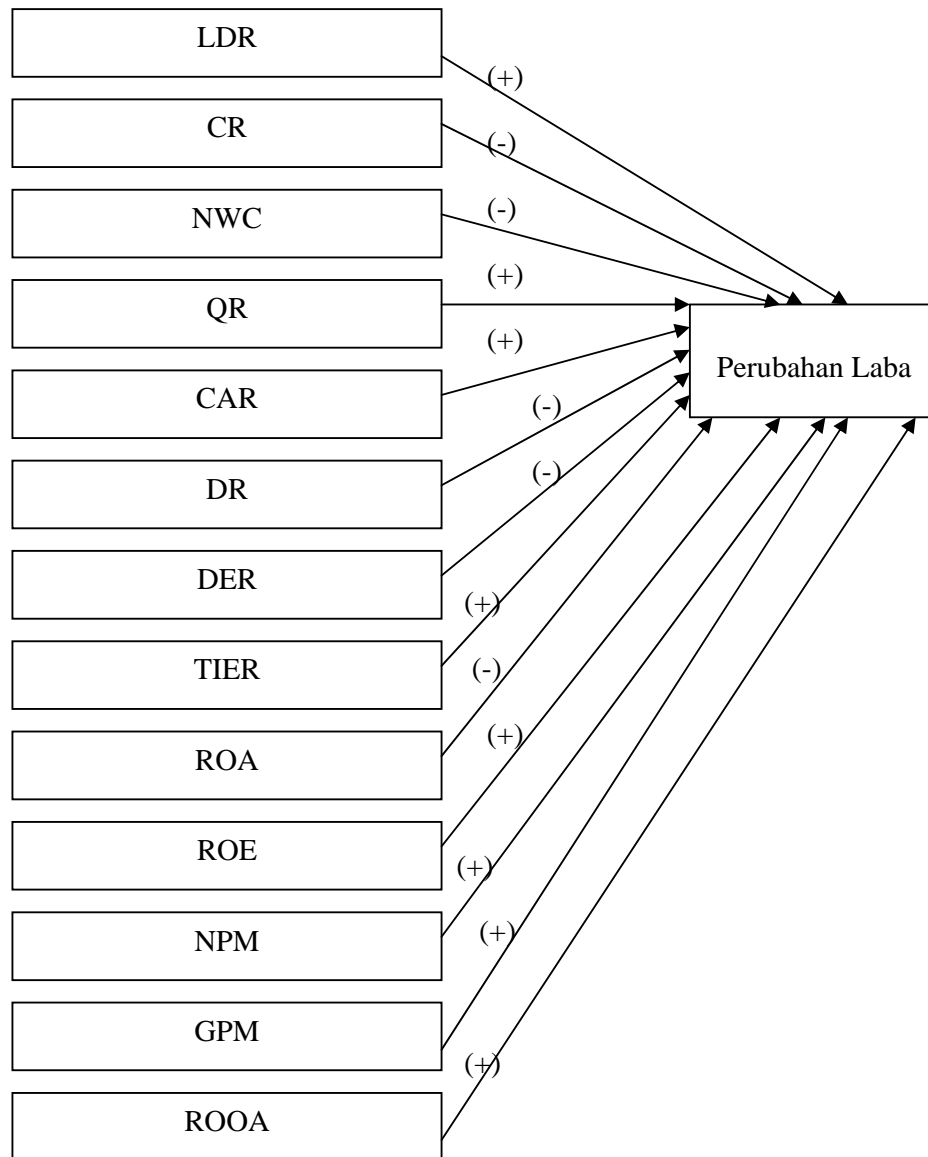 LDR
(+)
CR
(-)
NWC
(-)
QR
(+)
CAR
(+)
Perubahan Laba
DR
(-)
DER
(-)
TIER
(+)
ROA
(-)
ROE
(+)
NPM
(+)
GPM
(+)
ROOA
(+)